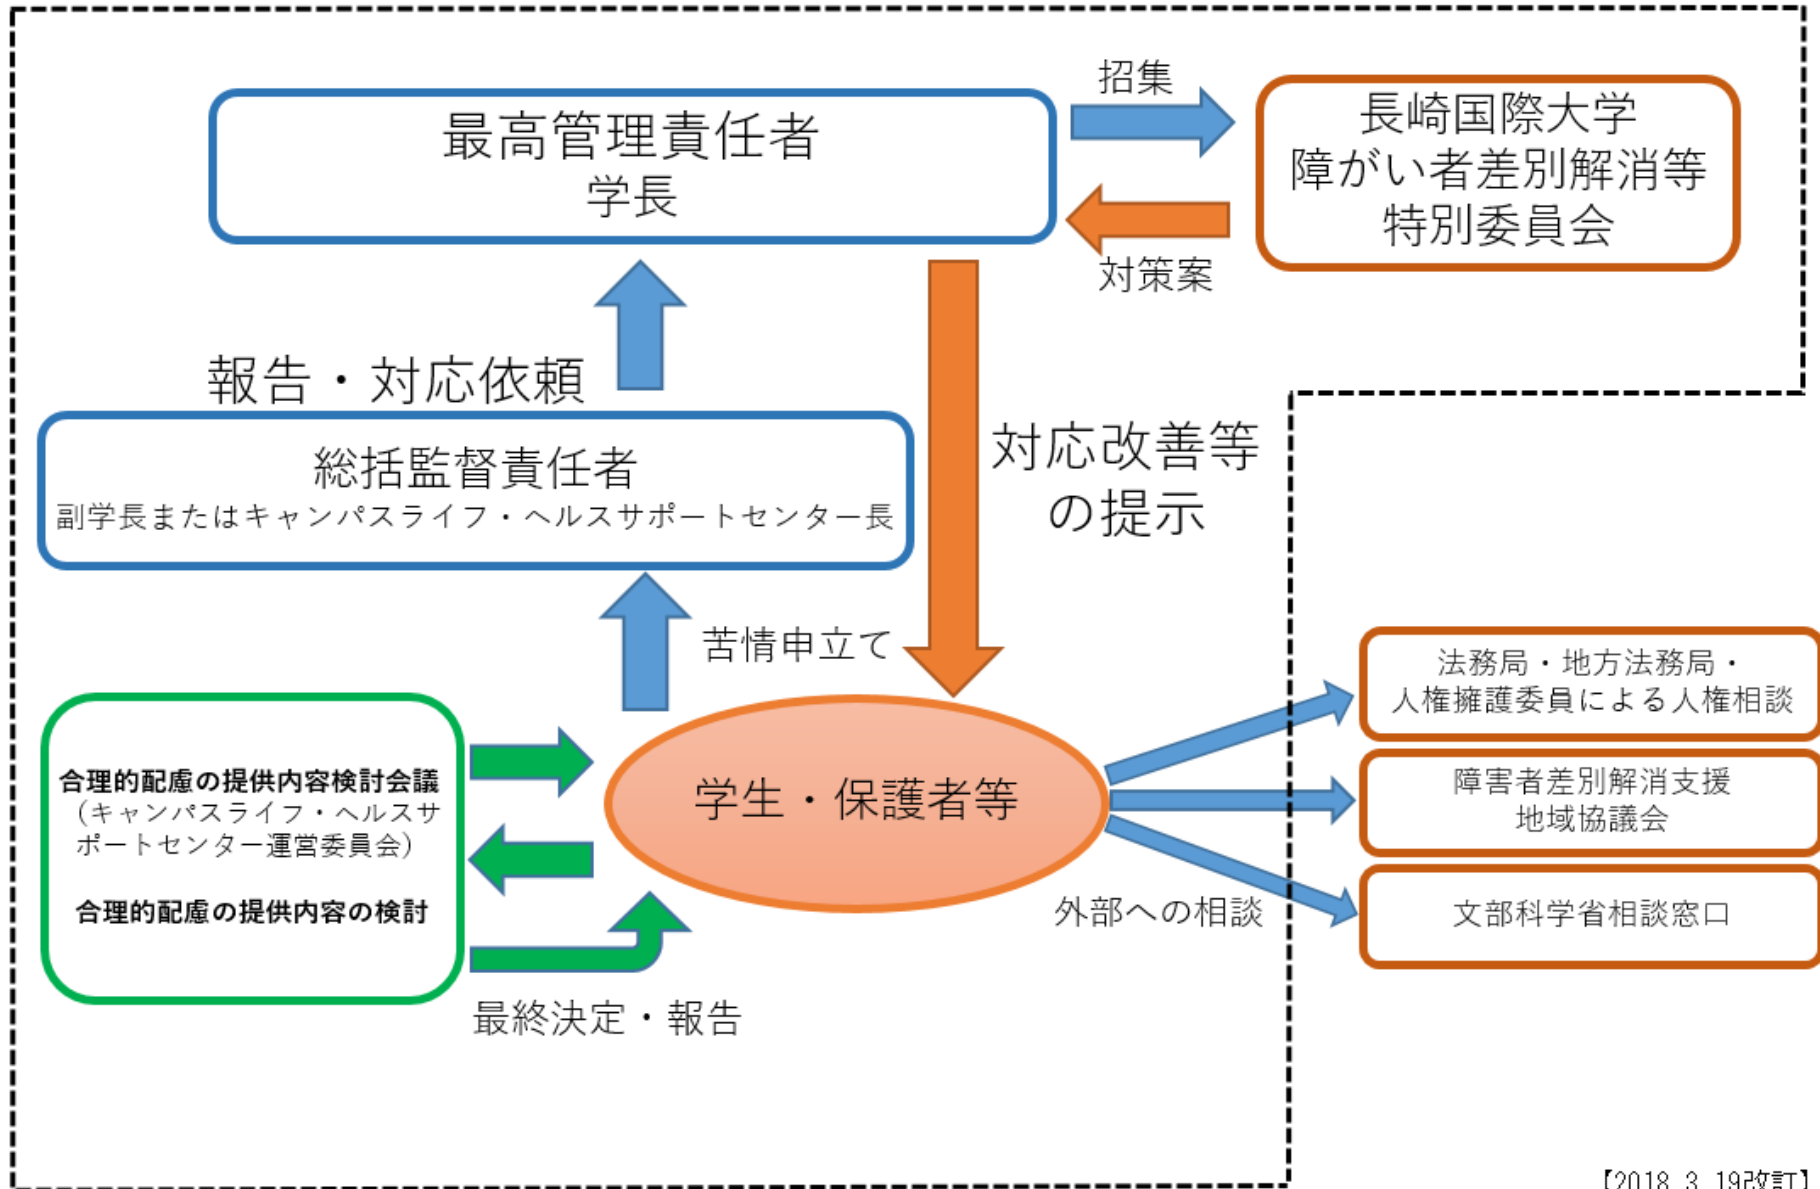 招集
最高管理責任者
学長
長崎国際大学
障がい者差別解消等
特別委員会
対策案
報告・対応依頼
総括監督責任者
副学長またはキャンパスライフ・ヘルスサポートセンター長
対応改善等
の提示
苦情申立て
合理的配慮の提供内容検討会議
(キャンパスライフ・ヘルスサ
ポートセンター運営委員会)
合理的配慮の提供内容の検討
学生・保護者等
最終決定・報告
外部への相談
法務局・地方法務局・
人権擁護委員による人権相談
障害者差別解消支援
地域協議会
文部科学省相談窓口
【2018.3.19改訂】